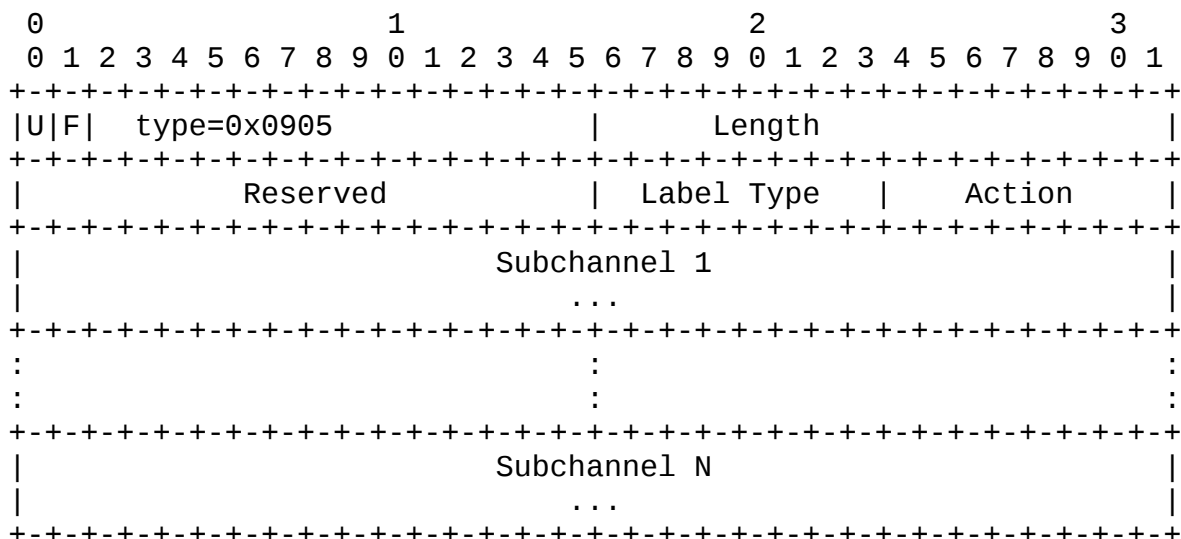 0                   1                   2                   3
 0 1 2 3 4 5 6 7 8 9 0 1 2 3 4 5 6 7 8 9 0 1 2 3 4 5 6 7 8 9 0 1
+-+-+-+-+-+-+-+-+-+-+-+-+-+-+-+-+-+-+-+-+-+-+-+-+-+-+-+-+-+-+-+-+
|U|F|  type=0x0905              |      Length                   |
+-+-+-+-+-+-+-+-+-+-+-+-+-+-+-+-+-+-+-+-+-+-+-+-+-+-+-+-+-+-+-+-+
|            Reserved           |  Label Type   |    Action     |
+-+-+-+-+-+-+-+-+-+-+-+-+-+-+-+-+-+-+-+-+-+-+-+-+-+-+-+-+-+-+-+-+
|                          Subchannel 1                         |
|                              ...                              |
+-+-+-+-+-+-+-+-+-+-+-+-+-+-+-+-+-+-+-+-+-+-+-+-+-+-+-+-+-+-+-+-+
:                               :                               :
:                               :                               :
+-+-+-+-+-+-+-+-+-+-+-+-+-+-+-+-+-+-+-+-+-+-+-+-+-+-+-+-+-+-+-+-+
|                          Subchannel N                         |
|                              ...                              |
+-+-+-+-+-+-+-+-+-+-+-+-+-+-+-+-+-+-+-+-+-+-+-+-+-+-+-+-+-+-+-+-+